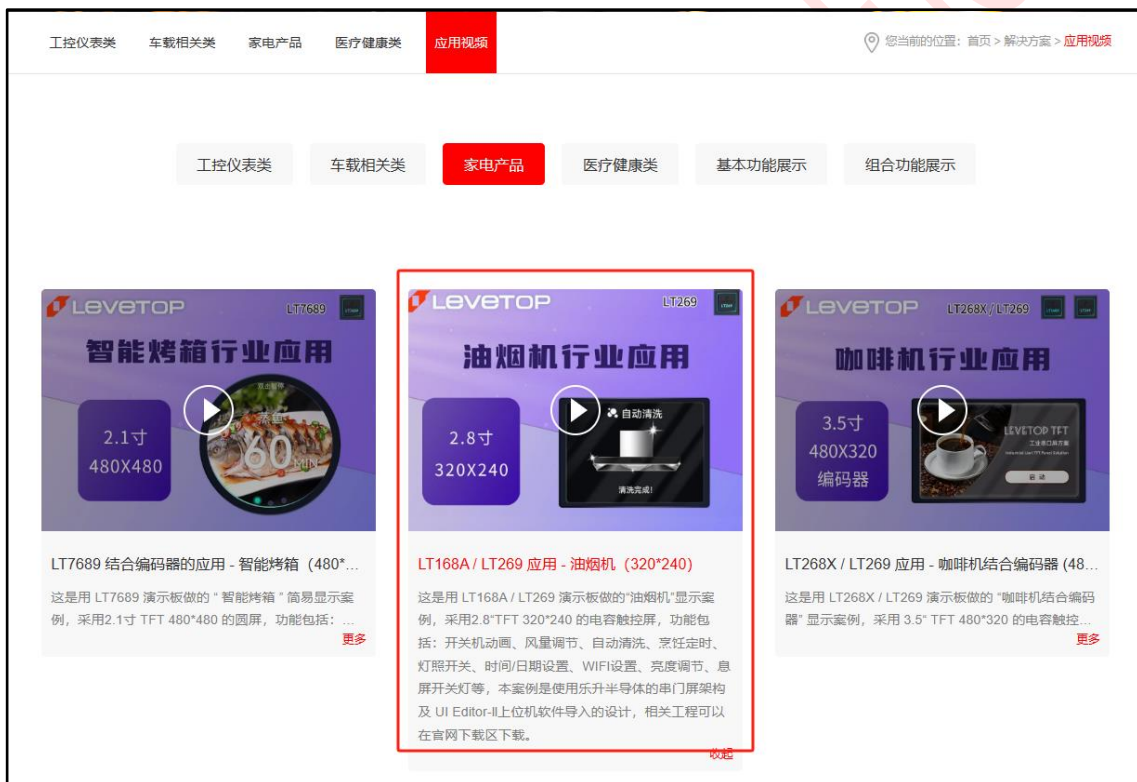 工控仪表类 车载相关类 家电产品 医疗健康类 应用视频 您当前的位置：首页 > 解决方案 > 应用视频
工控仪表类 车载相关类 家电产品 医疗健康类 基本功能展示 组合功能展示
LEVETOP LT7689
智能烤箱行业应用
2.1寸
480X480
60 MIN
LT7689 结合编码器的应用 - 智能烤箱（480*...
这是用 LT7689 演示板做的 “ 智能烤箱 ” 简易显示案
例，采用2.1寸 TFT 480*480 的圆屏，功能包括：...
更多
LEVETOP LT269
油烟机行业应用
2.8寸
320X240
自动清洗
清洗完成!
LT168A / LT269 应用 - 油烟机（320*240）
这是用 LT168A / LT269 演示板做的“油烟机”显示案
例，采用2.8“TFT 320*240 的电容触控屏，功能包
括：开关机动画、风量调节、自动清洗、烹饪定时、
灯照开关、时间/日期设置、WIFI设置、亮度调节、息
屏开关灯等，本案例是使用乐升半导体的串门屏架构
及 UI Editor-II上位机软件导入的设计，相关工程可以
在官网下载区下载。
收起
LEVETOP LT268X / LT269
咖啡机行业应用
3.5寸
480X320
编码器
LEVETOP TFT
启 动
LT268X / LT269 应用 - 咖啡机结合编码器 (48...
这是用 LT268X / LT269 演示板做的 “咖啡机结合编码
器” 显示案例，采用 3.5“ TFT 480*320 的电容触控...
更多